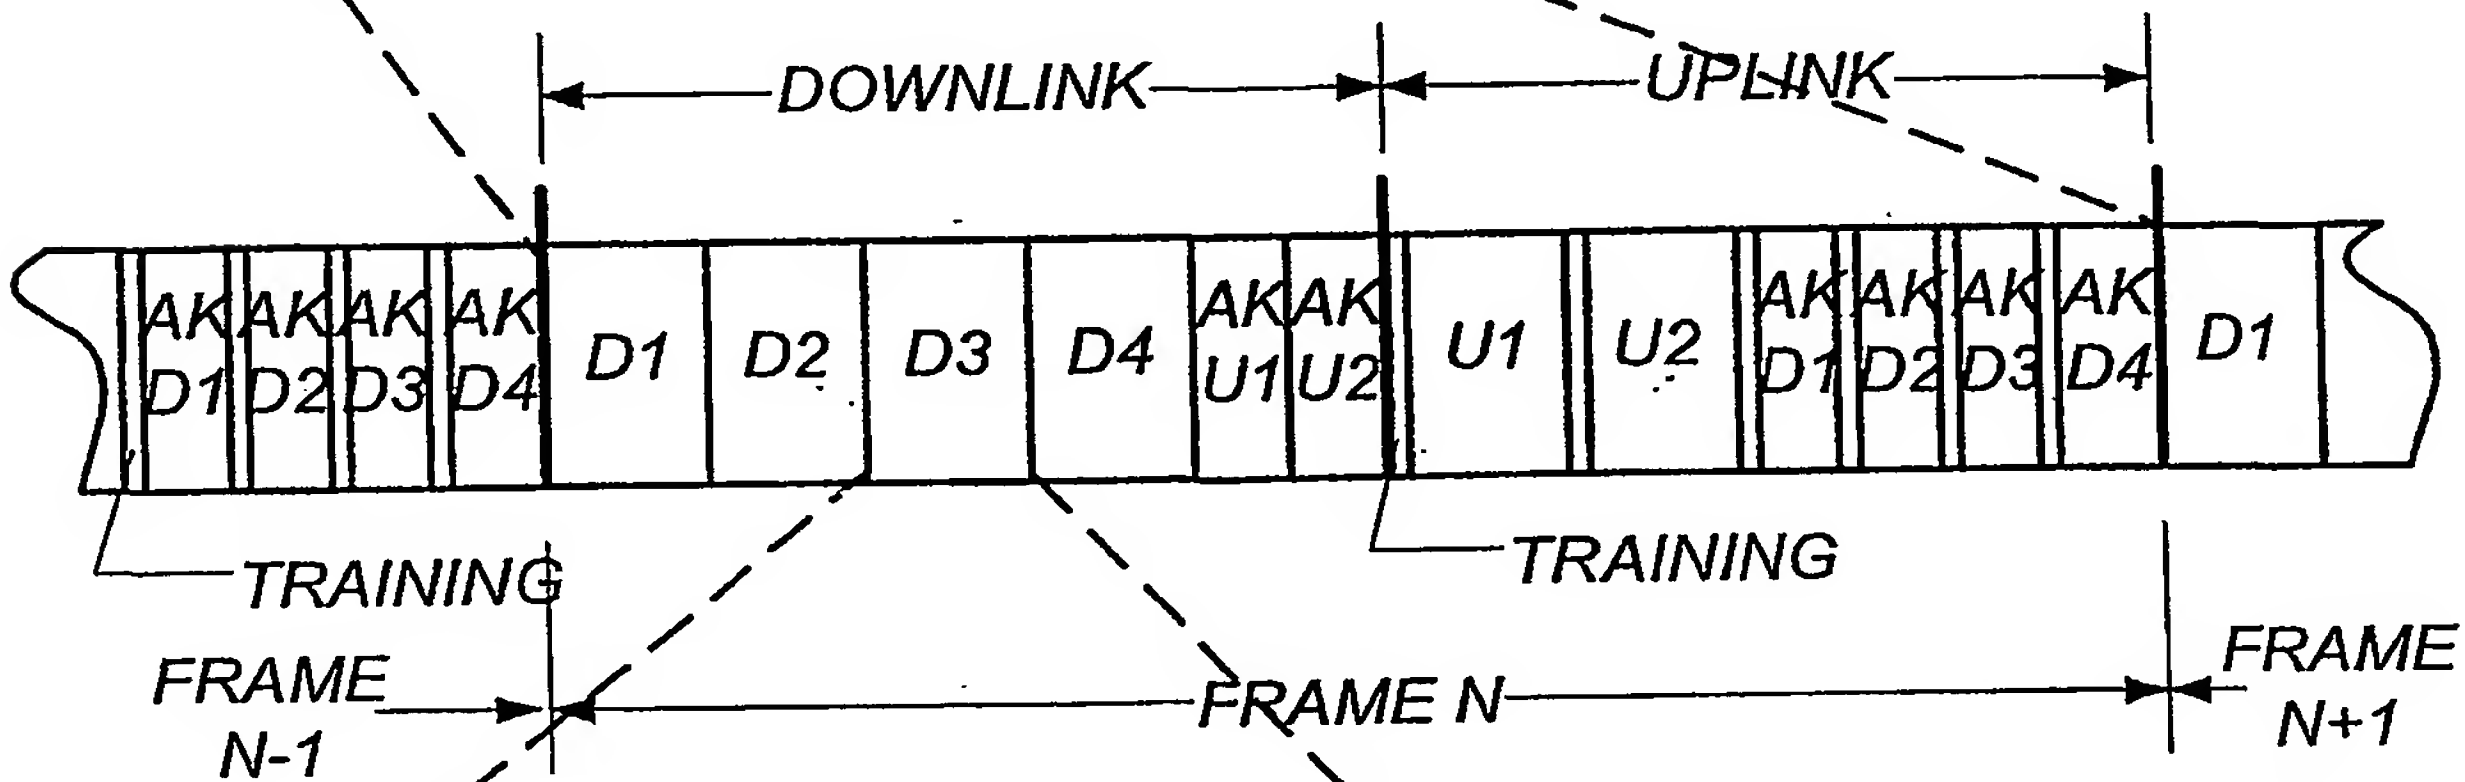 DOWNLINK UPLINK
AK AK AK AK AK AK AK AK AK AK
D1 D2 D3 D4 D1 D2 D3 D4 U1 U2 U1 U2 D1 D2 D3 D4 D1
TRAINING TRAINING
FRAME FRAME N FRAME
N-1 N+1